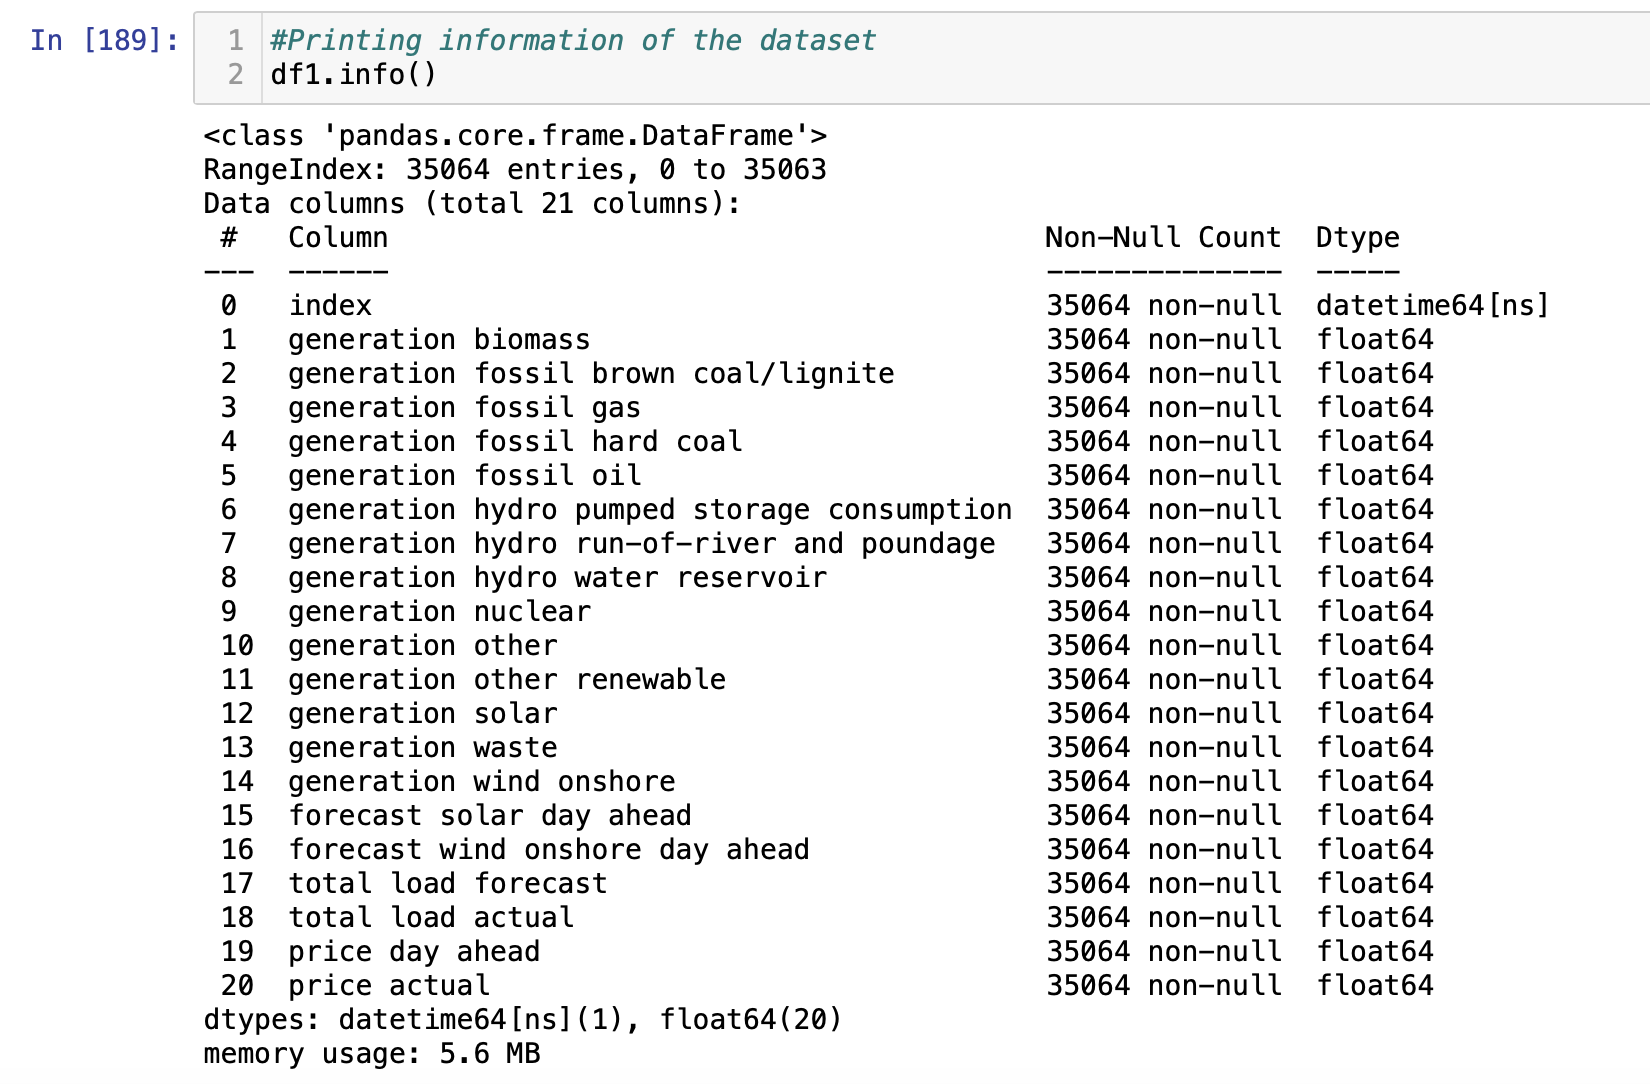 In [189]:
1 #Printing information of the dataset
2 df1.info()
<class 'pandas.core.frame.DataFrame'>
RangeIndex: 35064 entries, 0 to 35063
Data columns (total 21 columns):
# Column Non-Null Count Dtype
--- ------ -------------- -----
0 index 35064 non-null datetime64[ns]
1 generation biomass 35064 non-null float64
2 generation fossil brown coal/lignite 35064 non-null float64
3 generation fossil gas 35064 non-null float64
4 generation fossil hard coal 35064 non-null float64
5 generation fossil oil 35064 non-null float64
6 generation hydro pumped storage consumption 35064 non-null float64
7 generation hydro run-of-river and poundage 35064 non-null float64
8 generation hydro water reservoir 35064 non-null float64
9 generation nuclear 35064 non-null float64
10 generation other 35064 non-null float64
11 generation other renewable 35064 non-null float64
12 generation solar 35064 non-null float64
13 generation waste 35064 non-null float64
14 generation wind onshore 35064 non-null float64
15 forecast solar day ahead 35064 non-null float64
16 forecast wind onshore day ahead 35064 non-null float64
17 total load forecast 35064 non-null float64
18 total load actual 35064 non-null float64
19 price day ahead 35064 non-null float64
20 price actual 35064 non-null float64
dtypes: datetime64[ns](1), float64(20)
memory usage: 5.6 MB